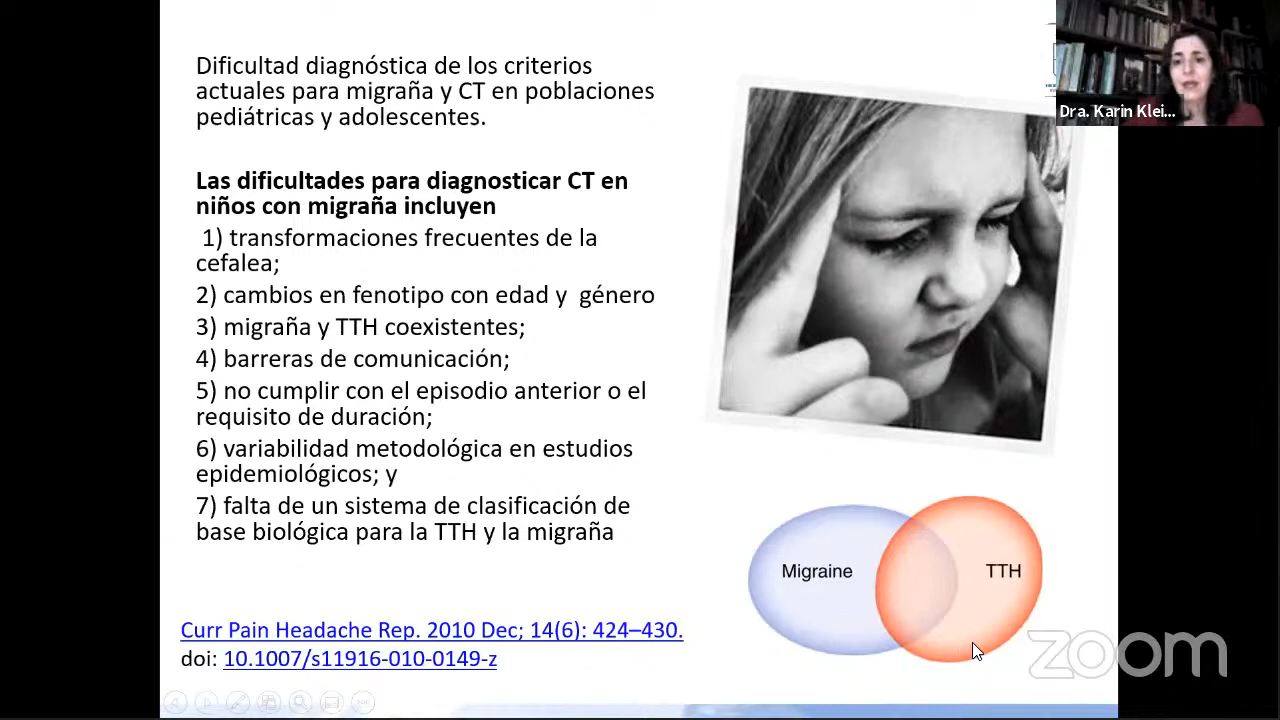 Dificultad diagnóstica de los criterios
actuales para migraña y CT en poblaciones
pediátricas y adolescentes.
Las dificultades para diagnosticar CT en
niños con migraña incluyen
1) transformaciones frecuentes de la
cefalea;
2) cambios en fenotipo con edad y género
3) migraña y TTH coexistentes;
4) barreras de comunicación;
5) no cumplir con el episodio anterior o el
requisito de duración;
6) variabilidad metodológica en estudios
epidemiológicos; y
7) falta de un sistema de clasificación de
base biológica para la TTH y la migraña
Curr Pain Headache Rep. 2010 Dec; 14(6): 424–430.
doi: 10.1007/s11916-010-0149-z
Migraine
TTH
Dra. Karin Klei...
zoom